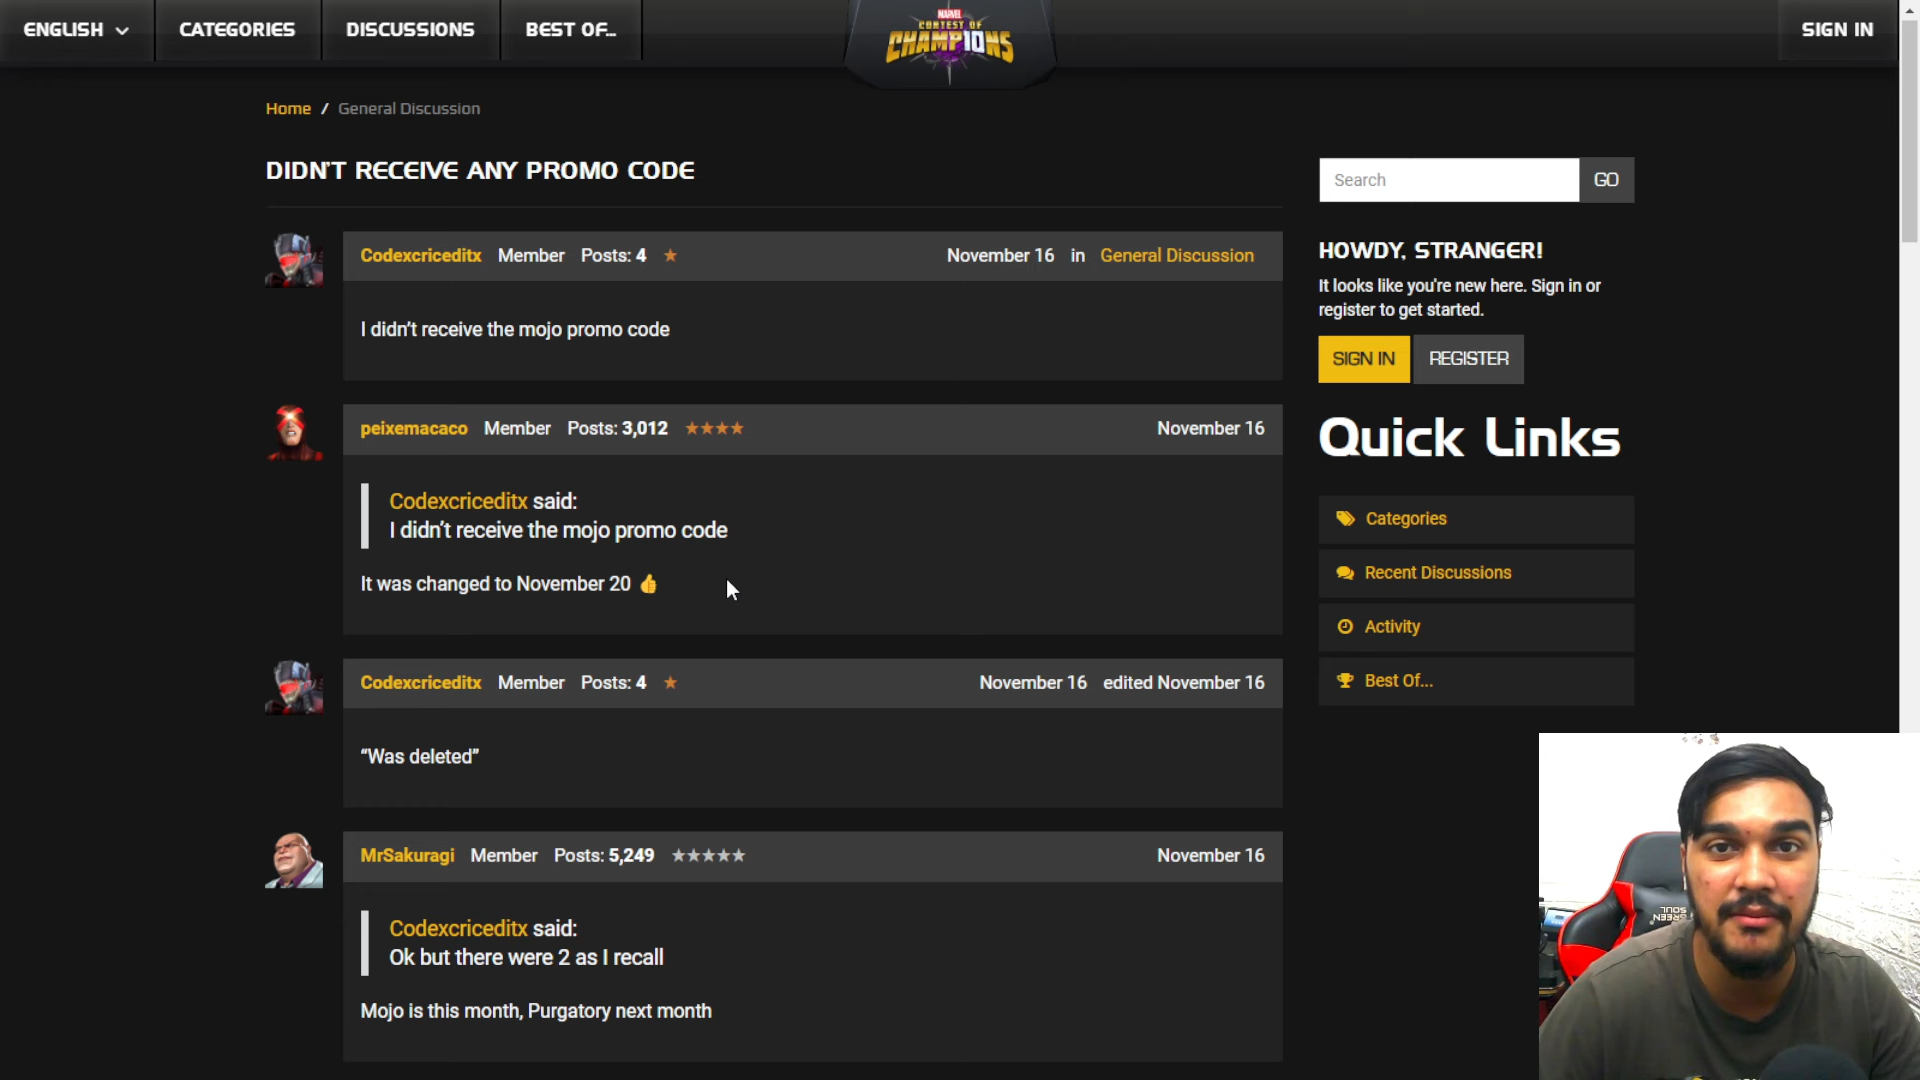 ENGLISH
CATEGORIES
DISCUSSIONS
BEST OF...
MARVEL
CONTEST OF
CHAMP10NS
SIGN IN
Home / General Discussion
DIDN'T RECEIVE ANY PROMO CODE
Codexcriceditx Member Posts: 4 November 16 in General Discussion
I didn't receive the mojo promo code
peixemacaco Member Posts: 3,012 November 16
Codexcriceditx said:
I didn't receive the mojo promo code
It was changed to November 20 👍
Codexcriceditx Member Posts: 4 November 16 edited November 16
“Was deleted”
MrSakuragi Member Posts: 5,249 November 16
Codexcriceditx said:
Ok but there were 2 as I recall
Mojo is this month, Purgatory next month
Search GO
HOWDY, STRANGER!
It looks like you're new here. Sign in or
register to get started.
SIGN IN REGISTER
Quick Links
Categories
Recent Discussions
Activity
Best Of...
GREEN
SOUL